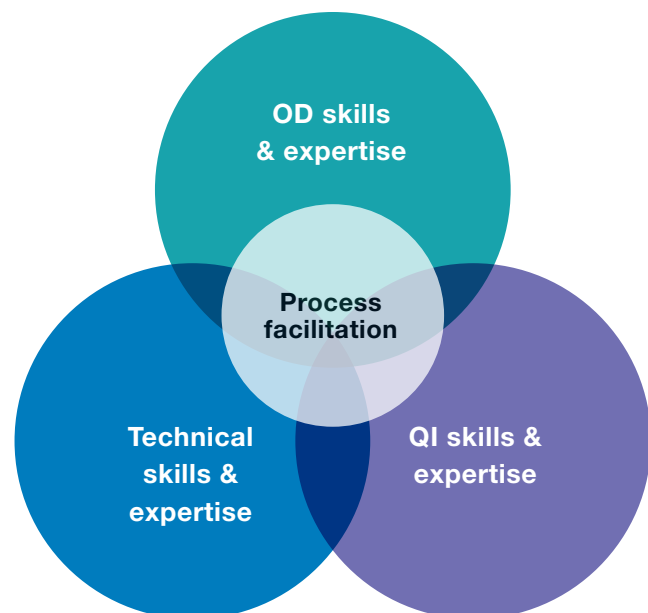 OD skills
& expertise
Process
facilitation
Technical
skills &
expertise
QI skills &
expertise